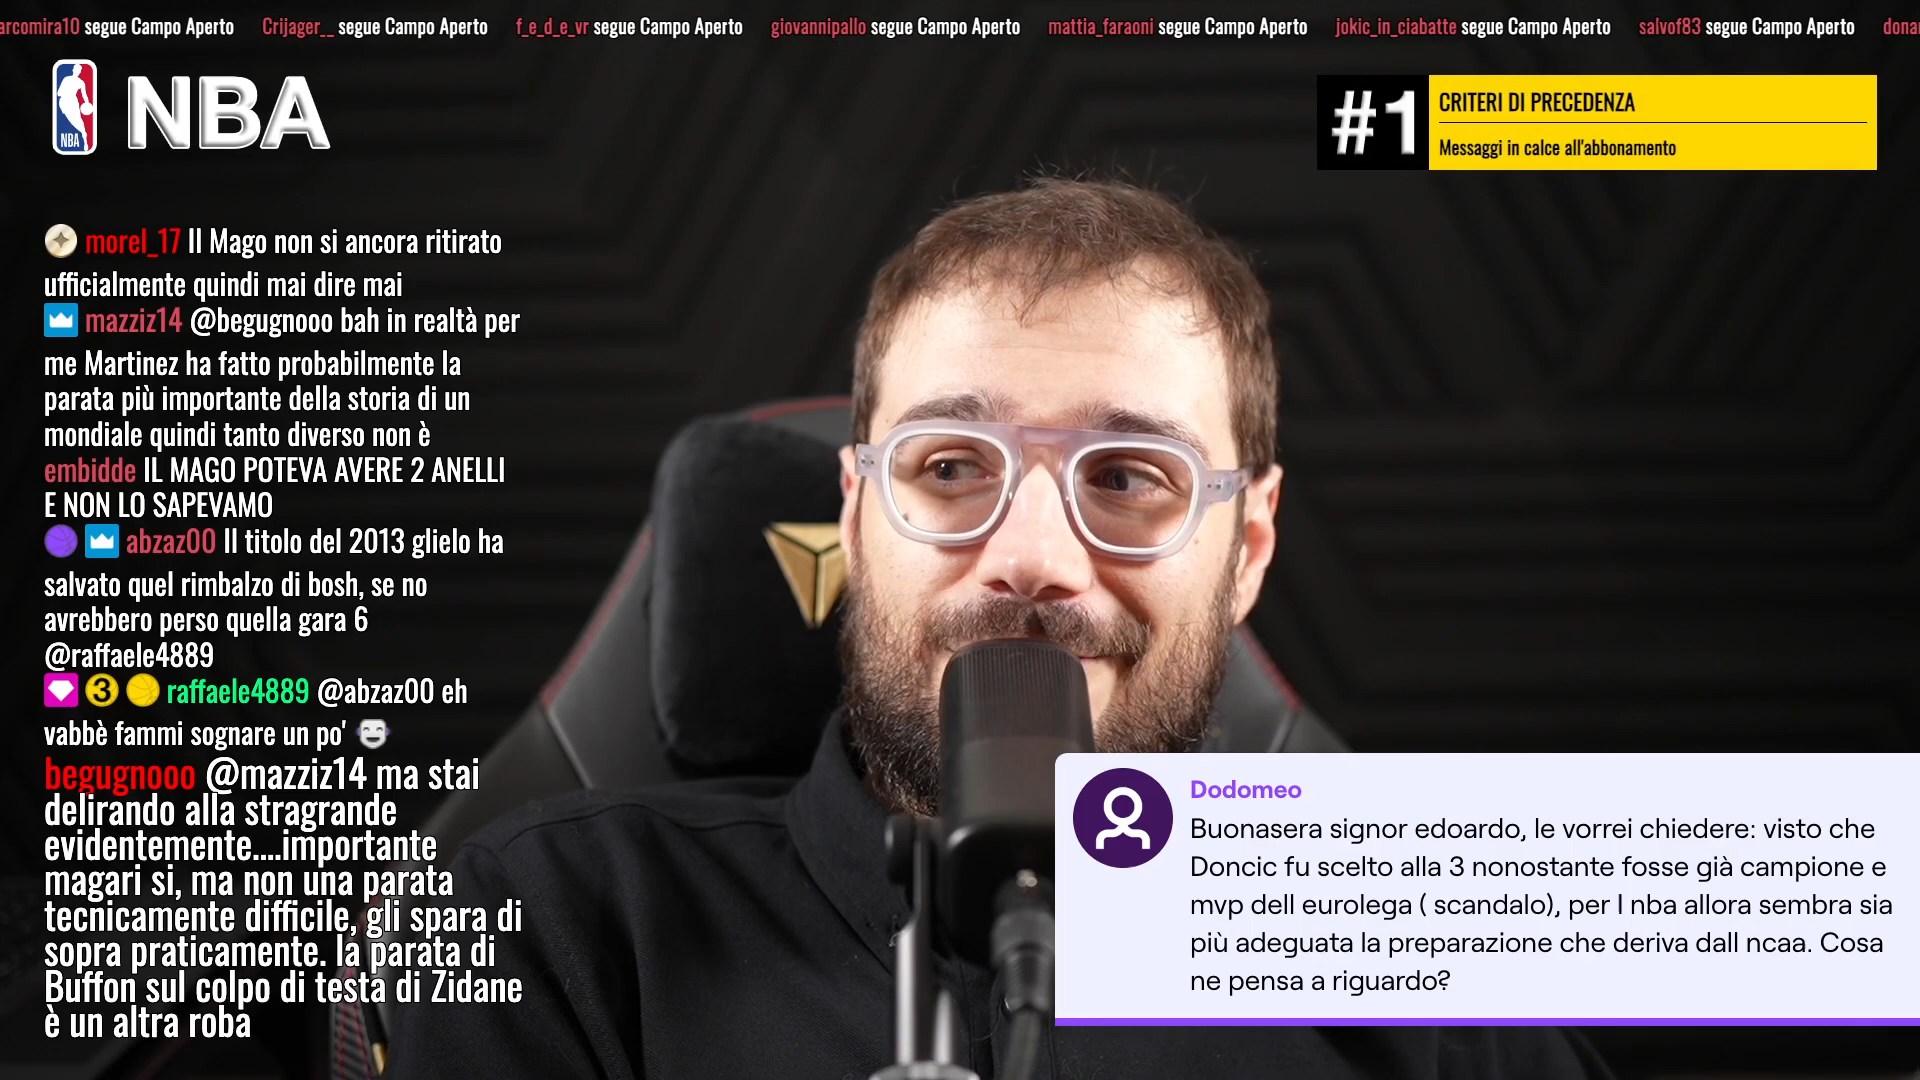 arcomira10 segue Campo Aperto Crijager__ segue Campo Aperto f_e_d_e_vr segue Campo Aperto giovannipallo segue Campo Aperto mattia_faraoni segue Campo Aperto jokic_in_ciabatte segue Campo Aperto salvof83 segue Campo Aperto donar
NBA
NBA
#1
CRITERI DI PRECEDENZA
Messaggi in calce all'abbonamento
morel_17 Il Mago non si ancora ritirato
ufficialmente quindi mai dire mai
mazziz14 @begugnooo bah in realtà per
me Martinez ha fatto probabilmente la
parata più importante della storia di un
mondiale quindi tanto diverso non è
embidde IL MAGO POTEVA AVERE 2 ANELLI
E NON LO SAPEVAMO
abzaz00 Il titolo del 2013 glielo ha
salvato quel rimbalzo di bosh, se no
avrebbero perso quella gara 6
@raffaele4889
3 raffaele4889 @abzaz00 eh
vabbè fammi sognare un po'
begugnooo @mazziz14 ma stai
delirando alla stragrande
evidentemente....importante
magari si, ma non una parata
tecnicamente difficile, gli spara di
sopra praticamente. la parata di
Buffon sul colpo di testa di Zidane
è un altra roba
Dodomeo
Buonasera signor edoardo, le vorrei chiedere: visto che
Doncic fu scelto alla 3 nonostante fosse già campione e
mvp dell eurolega ( scandalo), per l nba allora sembra sia
più adeguata la preparazione che deriva dall ncaa. Cosa
ne pensa a riguardo?